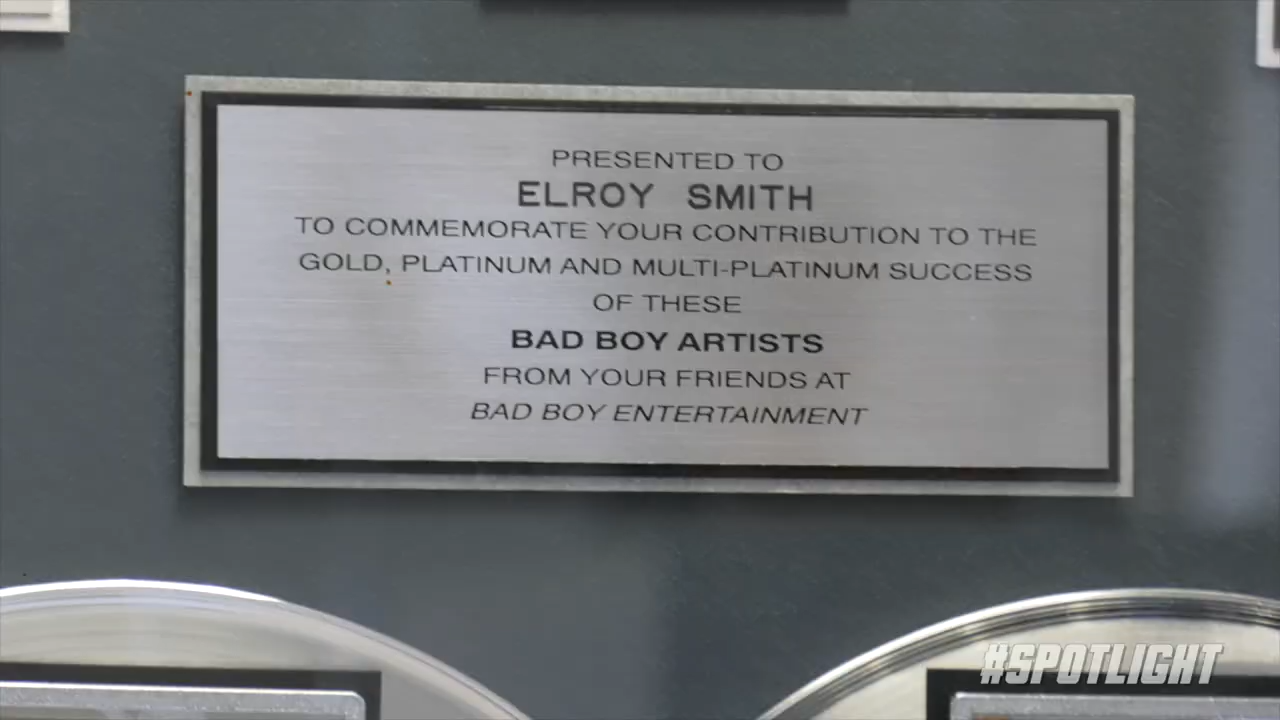 PRESENTED TO
ELROY SMITH
TO COMMEMORATE YOUR CONTRIBUTION TO THE
GOLD, PLATINUM AND MULTI-PLATINUM SUCCESS
OF THESE
BAD BOY ARTISTS
FROM YOUR FRIENDS AT
BAD BOY ENTERTAINMENT
#SPOTLIGHT